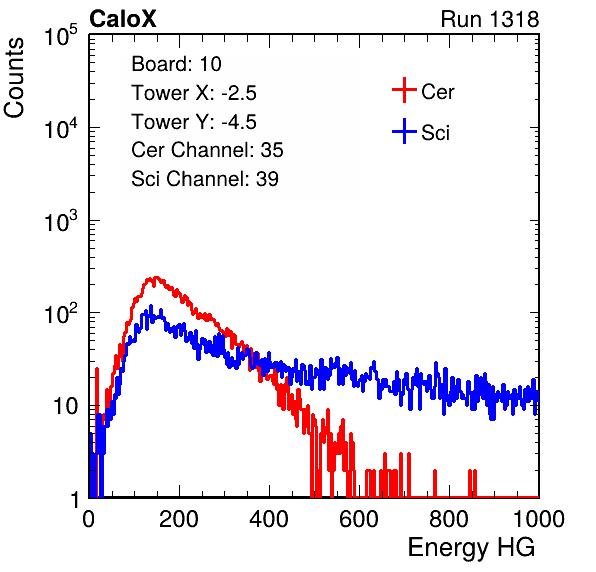 CaloX Run 1318
Board: 10
Tower X: -2.5
Tower Y: -4.5
Cer Channel: 35
Sci Channel: 39
Cer
Sci
Counts
10^5
10^4
10^3
10^2
10
1
0 200 400 600 800 1000
Energy HG